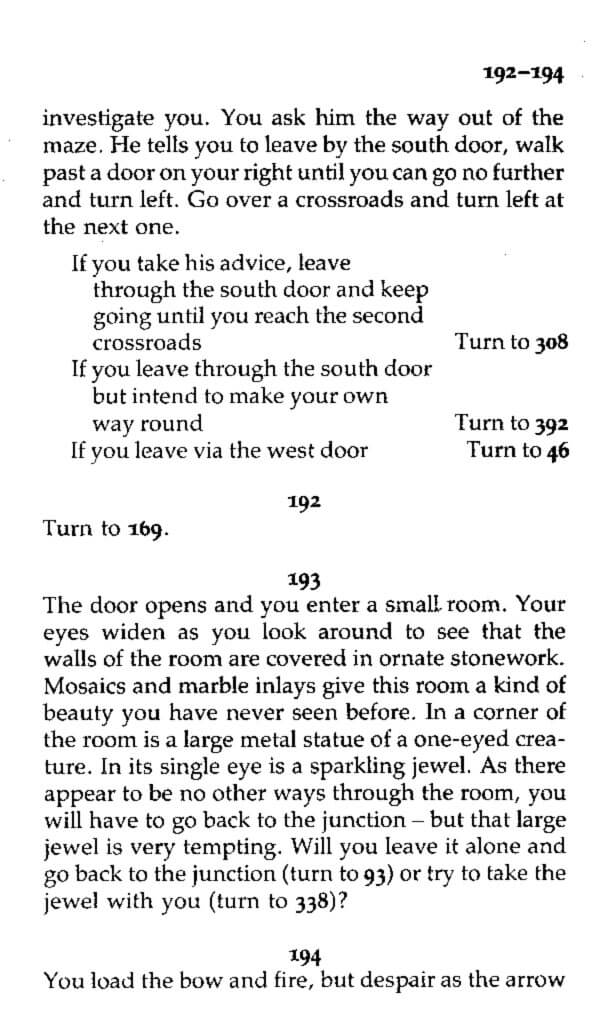 192–194
investigate you. You ask him the way out of the
maze. He tells you to leave by the south door, walk
past a door on your right until you can go no further
and turn left. Go over a crossroads and turn left at
the next one.
If you take his advice, leave
through the south door and keep
going until you reach the second
crossroads Turn to 308
If you leave through the south door
but intend to make your own
way round Turn to 392
If you leave via the west door Turn to 46
192
Turn to 169.
193
The door opens and you enter a small room. Your
eyes widen as you look around to see that the
walls of the room are covered in ornate stonework.
Mosaics and marble inlays give this room a kind of
beauty you have never seen before. In a corner of
the room is a large metal statue of a one-eyed crea-
ture. In its single eye is a sparkling jewel. As there
appear to be no other ways through the room, you
will have to go back to the junction – but that large
jewel is very tempting. Will you leave it alone and
go back to the junction (turn to 93) or try to take the
jewel with you (turn to 338)?
194
You load the bow and fire, but despair as the arrow